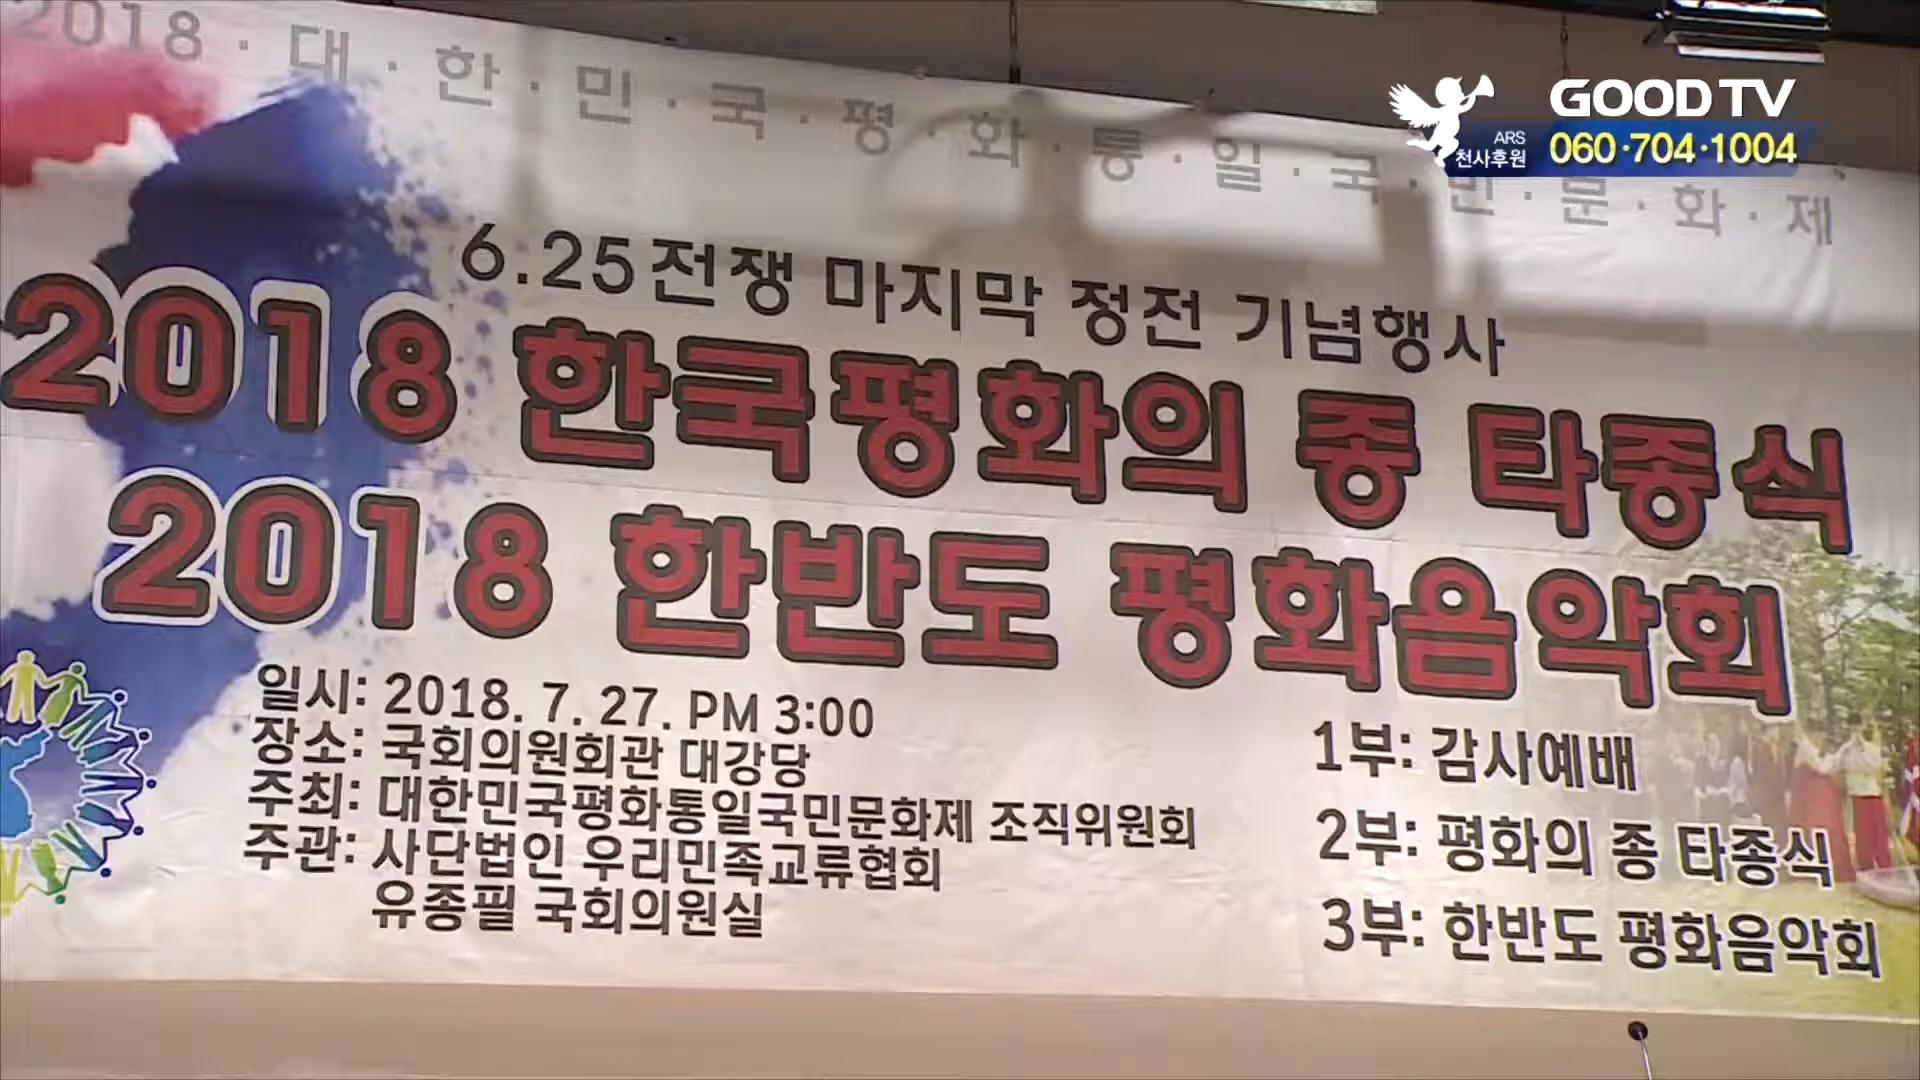 2018·대·한·민·국·평·화·통·일·국·민·문·화·제
GOODTV
ARS
천사후원
060·704·1004
6.25전쟁 마지막 정전 기념행사
2018 한국평화의 종 타종식
2018 한반도 평화음악회
일시: 2018. 7. 27. PM 3:00
장소: 국회의원회관 대강당
주최: 대한민국평화통일국민문화제 조직위원회
주관: 사단법인 우리민족교류협회
유종필 국회의원실
1부: 감사예배
2부: 평화의 종 타종식
3부: 한반도 평화음악회